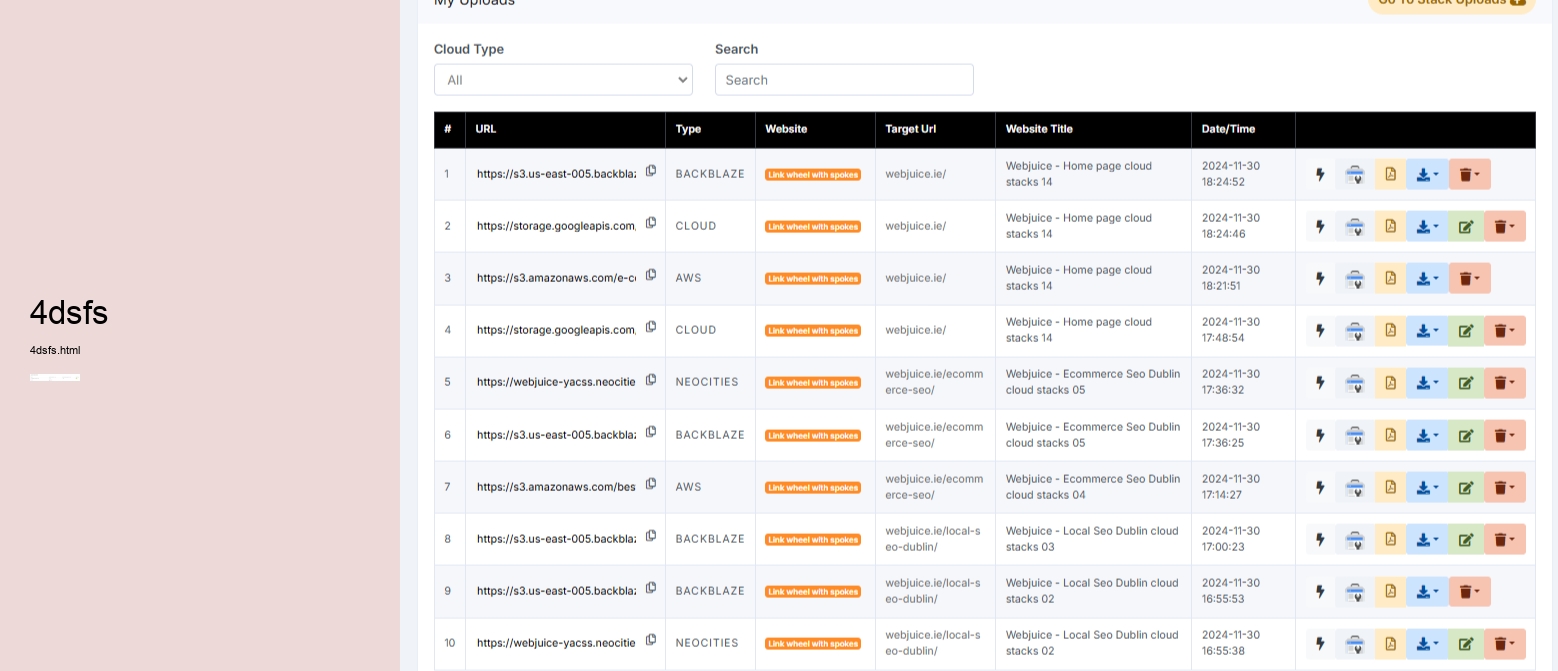 My Uploads
Go To Stack Uploads
Cloud Type
Search
All
Search
# URL Type Website Target Url Website Title Date/Time
1 https://s3.us-east-005.backbla: BACKBLAZE Link wheel with spokes webjuice.ie/ Webjuice - Home page cloud stacks 14 2024-11-30 18:24:52
2 https://storage.googleapis.com, CLOUD Link wheel with spokes webjuice.ie/ Webjuice - Home page cloud stacks 14 2024-11-30 18:24:46
3 https://s3.amazonaws.com/e-c AWS Link wheel with spokes webjuice.ie/ Webjuice - Home page cloud stacks 14 2024-11-30 18:21:51
4 https://storage.googleapis.com, CLOUD Link wheel with spokes webjuice.ie/ Webjuice - Home page cloud stacks 14 2024-11-30 17:48:54
5 https://webjuice-yacss.neocitie NEOCITIES Link wheel with spokes webjuice.ie/ecommerce-seo/ Webjuice - Ecommerce Seo Dublin cloud stacks 05 2024-11-30 17:36:32
6 https://s3.us-east-005.backbla: BACKBLAZE Link wheel with spokes webjuice.ie/ecommerce-seo/ Webjuice - Ecommerce Seo Dublin cloud stacks 05 2024-11-30 17:36:25
7 https://s3.amazonaws.com/bes AWS Link wheel with spokes webjuice.ie/ecommerce-seo/ Webjuice - Ecommerce Seo Dublin cloud stacks 04 2024-11-30 17:14:27
8 https://s3.us-east-005.backbla: BACKBLAZE Link wheel with spokes webjuice.ie/local-seo-dublin/ Webjuice - Local Seo Dublin cloud stacks 03 2024-11-30 17:00:23
9 https://s3.us-east-005.backbla: BACKBLAZE Link wheel with spokes webjuice.ie/local-seo-dublin/ Webjuice - Local Seo Dublin cloud stacks 02 2024-11-30 16:55:53
10 https://webjuice-yacss.neocitie NEOCITIES Link wheel with spokes webjuice.ie/local-seo-dublin/ Webjuice - Local Seo Dublin cloud stacks 02 2024-11-30 16:55:38
4dsfs
4dsfs.html